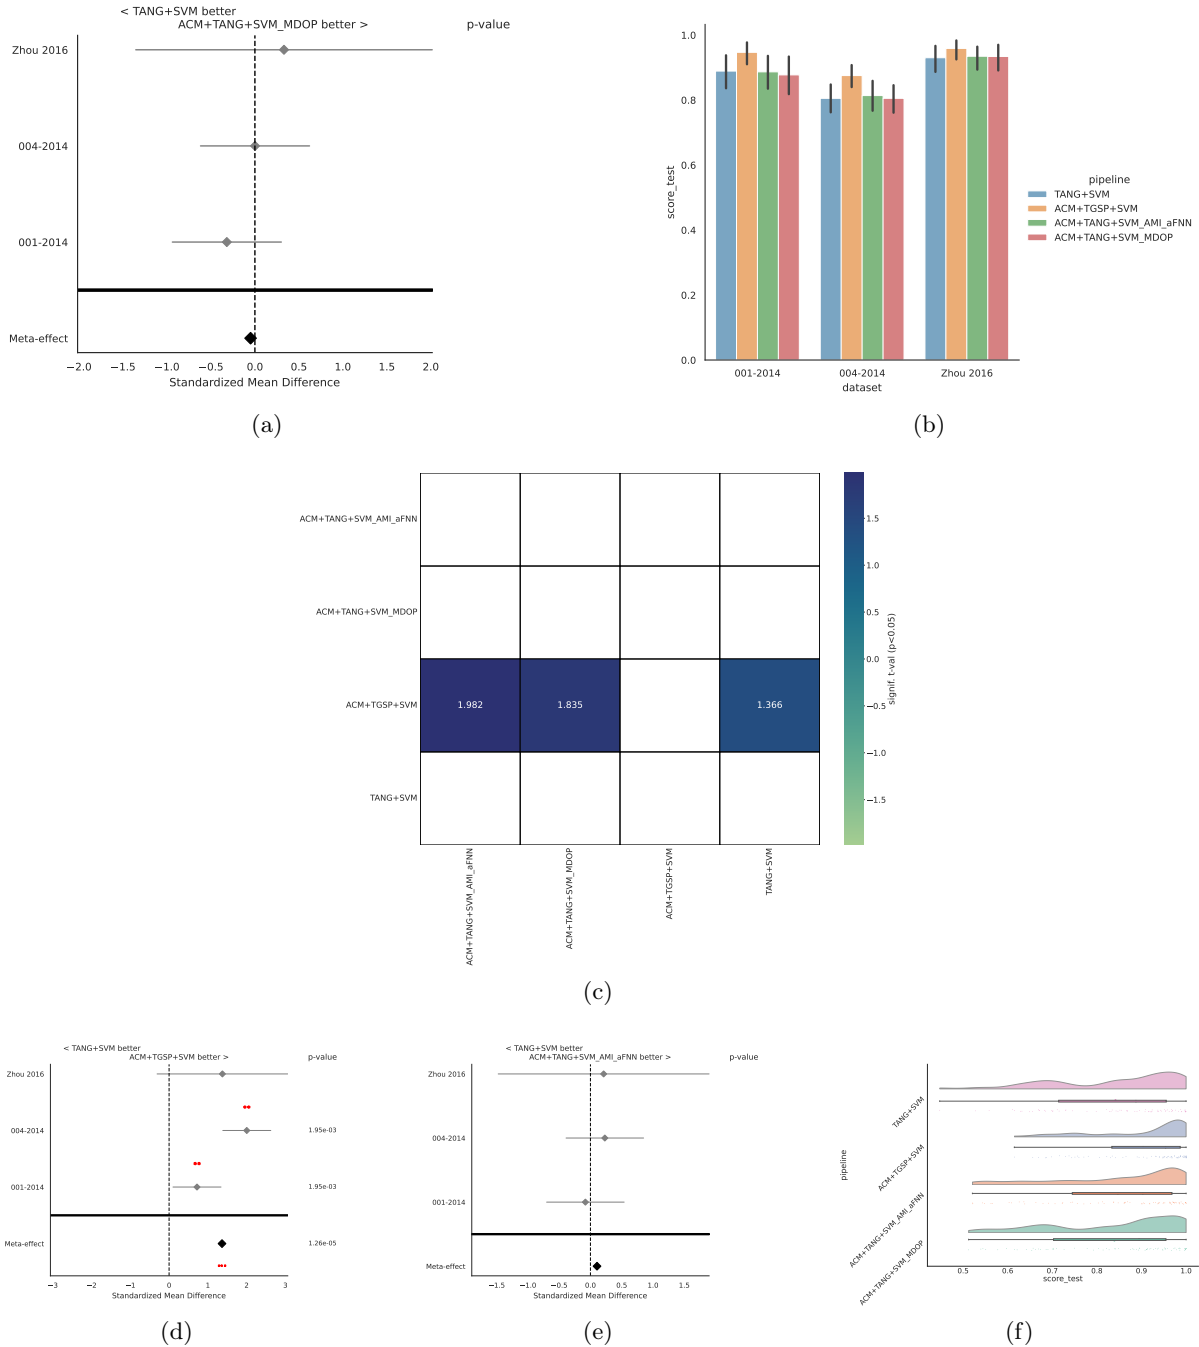 < TANG+SVM better
ACM+TANG+SVM_MDOP better >
p-value
Zhou 2016
004-2014
001-2014
Meta-effect
−2.0 −1.5 −1.0 −0.5 0.0 0.5 1.0 1.5 2.0
Standardized Mean Difference
(a)
1.0
0.8
0.6
0.4
0.2
0.0
score_test
001-2014 004-2014 Zhou 2016
dataset
pipeline
TANG+SVM
ACM+TGSP+SVM
ACM+TANG+SVM_AMI_aFNN
ACM+TANG+SVM_MDOP
(b)
ACM+TANG+SVM_AMI_aFNN
ACM+TANG+SVM_MDOP
ACM+TGSP+SVM
TANG+SVM
1.982 1.835 1.366
ACM+TANG+SVM_AMI_aFNN
ACM+TANG+SVM_MDOP
ACM+TGSP+SVM
TANG+SVM
1.5
1.0
0.5
0.0
−0.5
−1.0
−1.5
signif. t-val (p<0.05)
(c)
< TANG+SVM better
ACM+TGSP+SVM better >
p-value
Zhou 2016
004-2014
1.95e-03
001-2014
1.95e-03
Meta-effect
1.26e-05
−3 −2 −1 0 1 2 3
Standardized Mean Difference
(d)
< TANG+SVM better
ACM+TANG+SVM_AMI_aFNN better >
p-value
Zhou 2016
004-2014
001-2014
Meta-effect
−1.5 −1.0 −0.5 0.0 0.5 1.0 1.5
Standardized Mean Difference
(e)
pipeline
TANG+SVM
ACM+TGSP+SVM
ACM+TANG+SVM_AMI_aFNN
ACM+TANG+SVM_MDOP
0.5 0.6 0.7 0.8 0.9 1.0
score_test
(f)